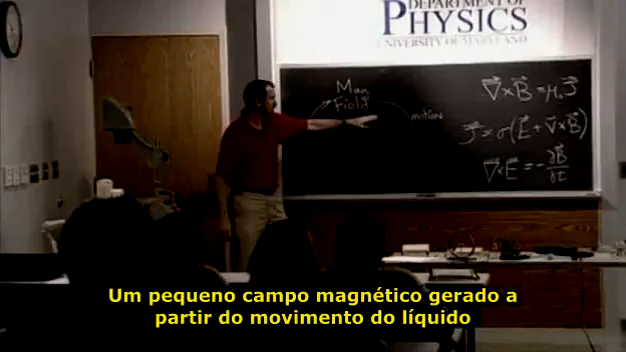 DEPARTMENT OF
PHYSICS
UNIVERSITY OF MARYLAND
Mag
Field
motion
∇×B=μ₀J
J=σ(E+∇×B)
∇×E=-∂B/∂t
Um pequeno campo magnético gerado a
partir do movimento do líquido